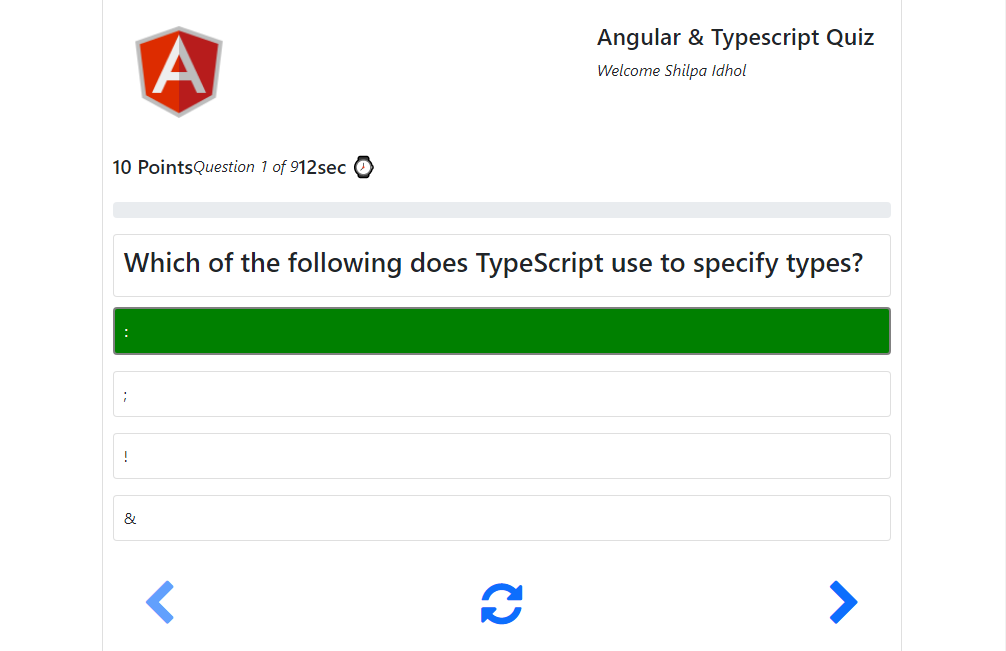 Angular & Typescript Quiz
Welcome Shilpa Idhol
10 PointsQuestion 1 of 912sec
Which of the following does TypeScript use to specify types?
:
;
!
&